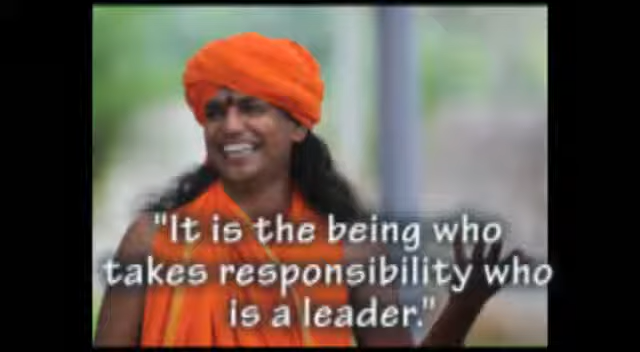 "It is the being who
takes responsibility who
is a leader."